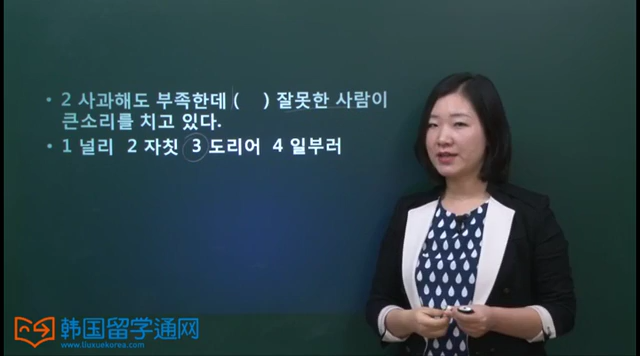 • 2 사과해도 부족한데 (    ) 잘못한 사람이
큰소리를 치고 있다.
• 1 널리  2 자칫  3 도리어  4 일부러
韩国留学通网
www.liuxuekorea.com